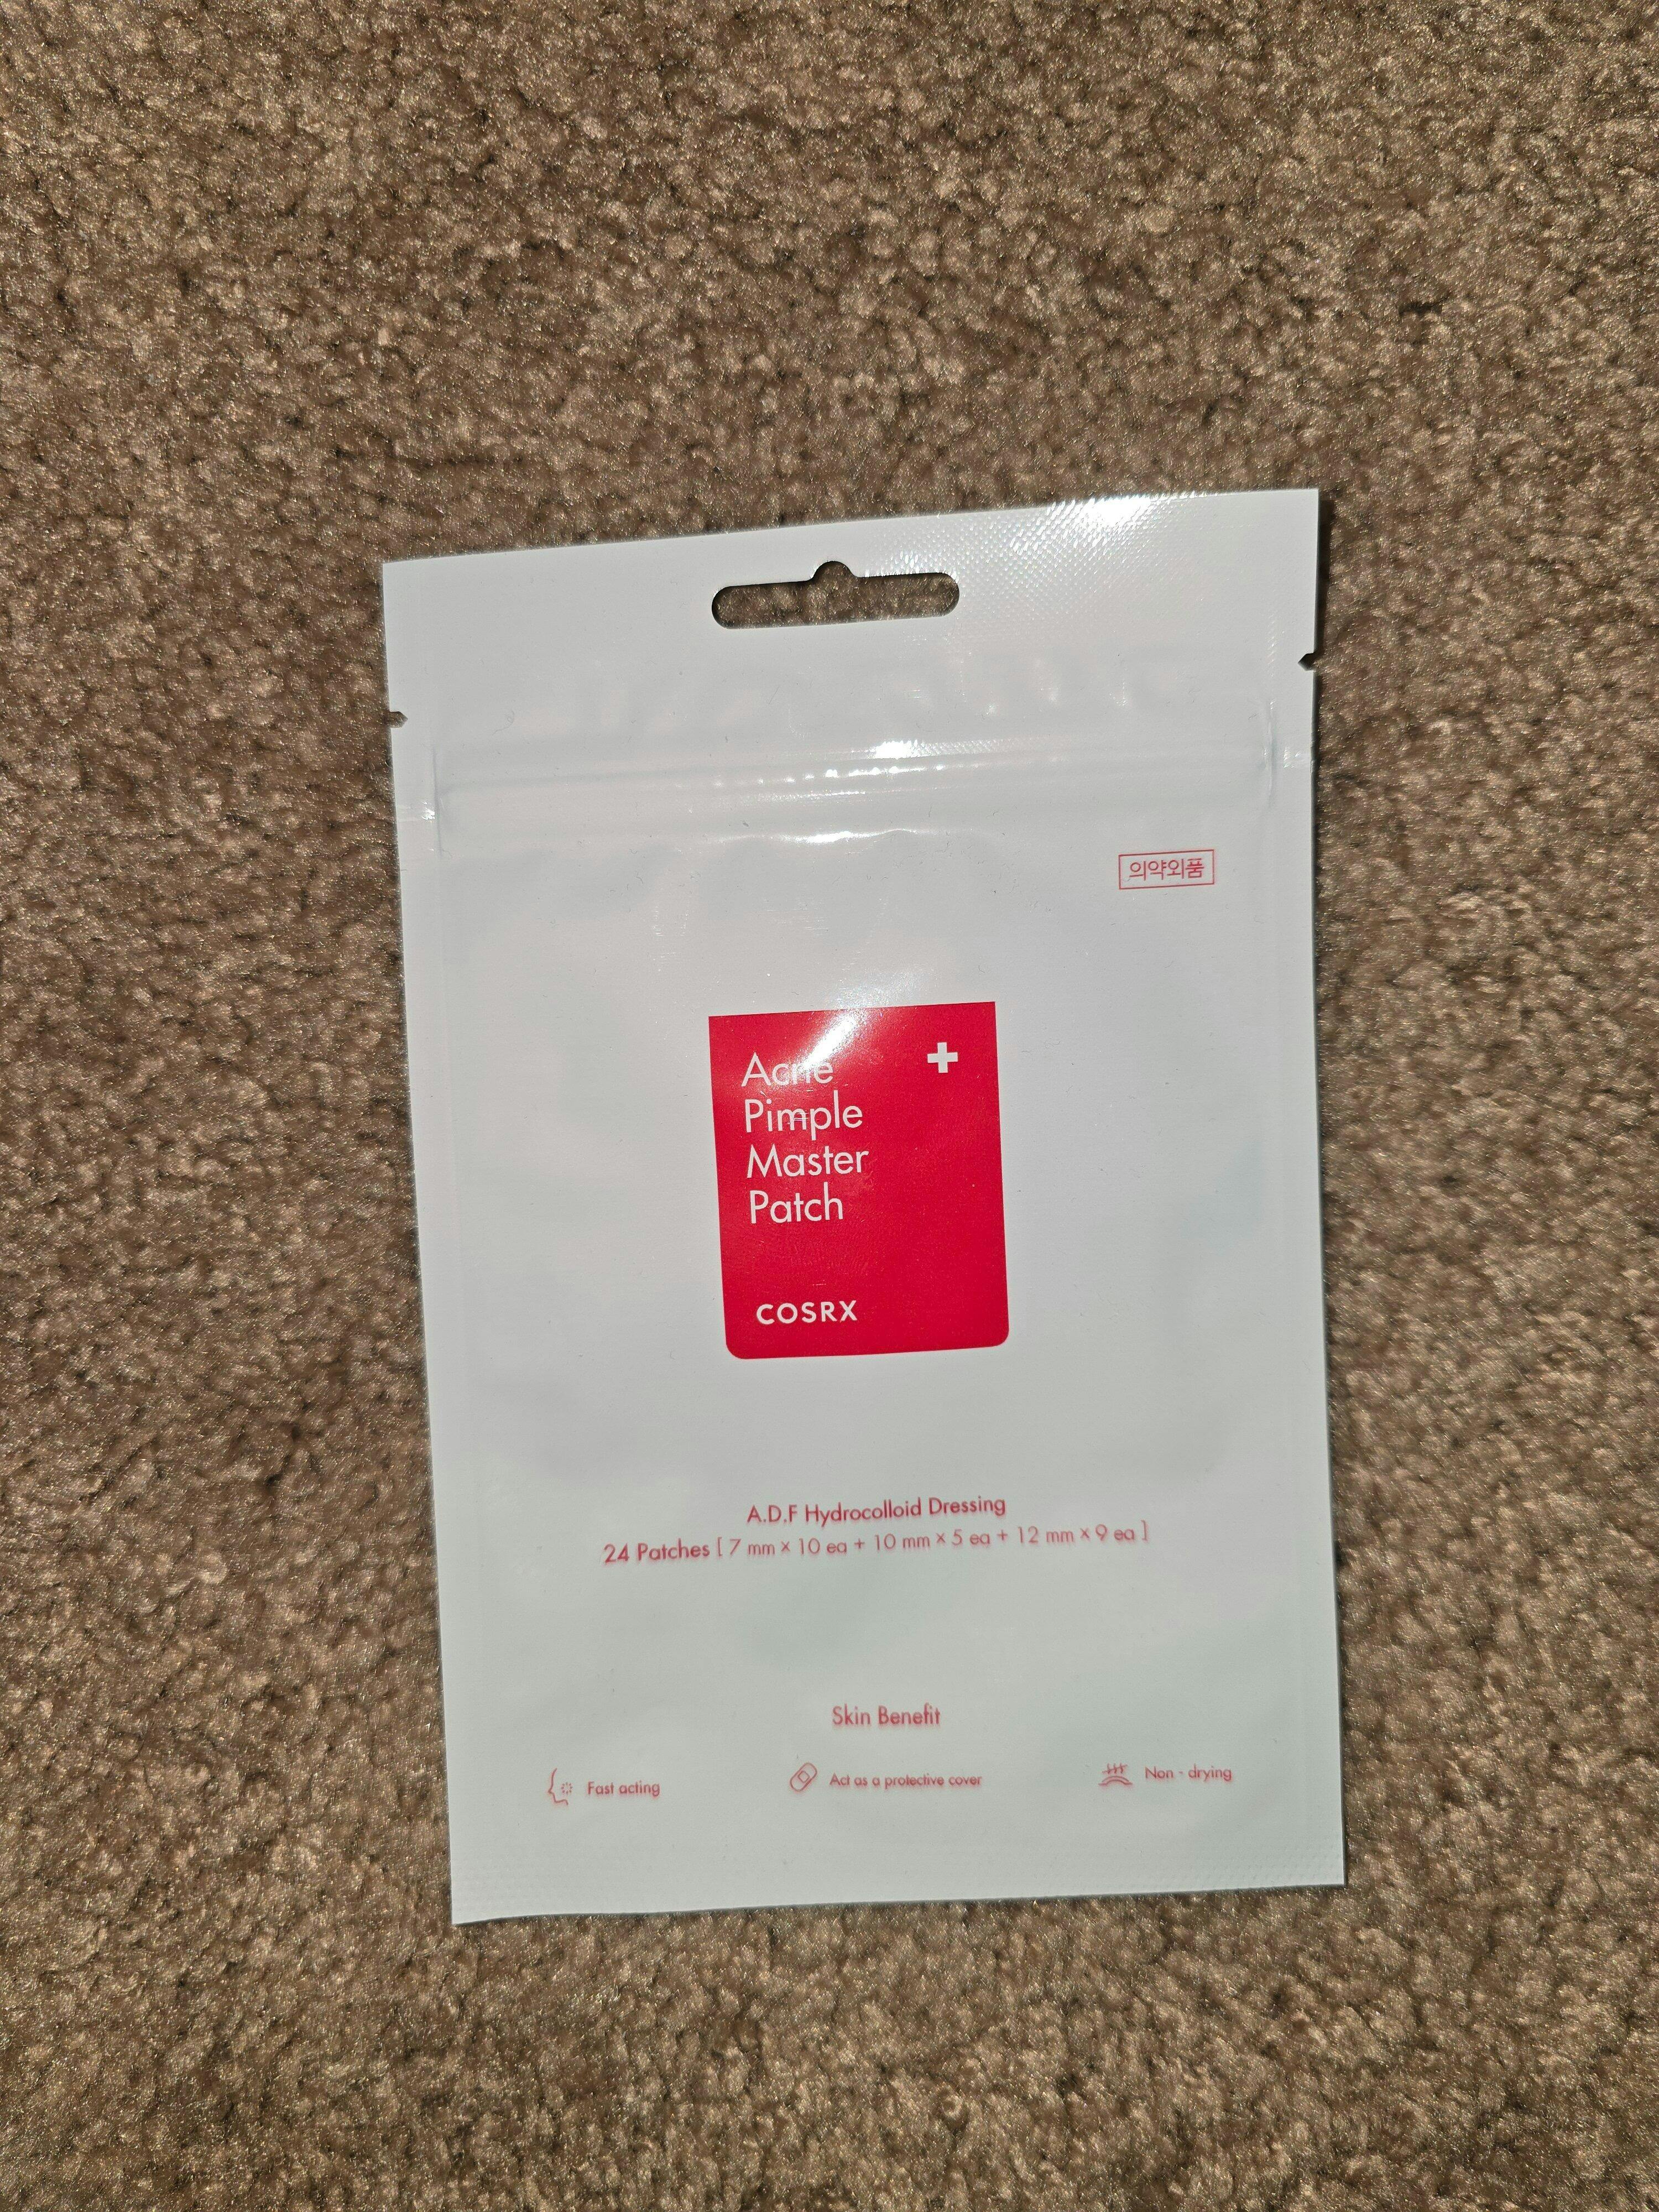 의약외품
Acne
Pimple
Master
Patch
COSRX
A.D.F Hydrocolloid Dressing
24 Patches [ 7 mm × 10 ea + 10 mm × 5 ea + 12 mm × 9 ea ]
Skin Benefit
Fast acting
Act as a protective cover
Non - drying